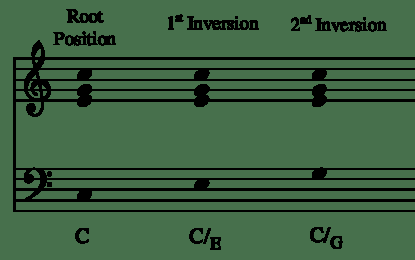 Root
Position
1st Inversion
2nd Inversion
C
C/E
C/G